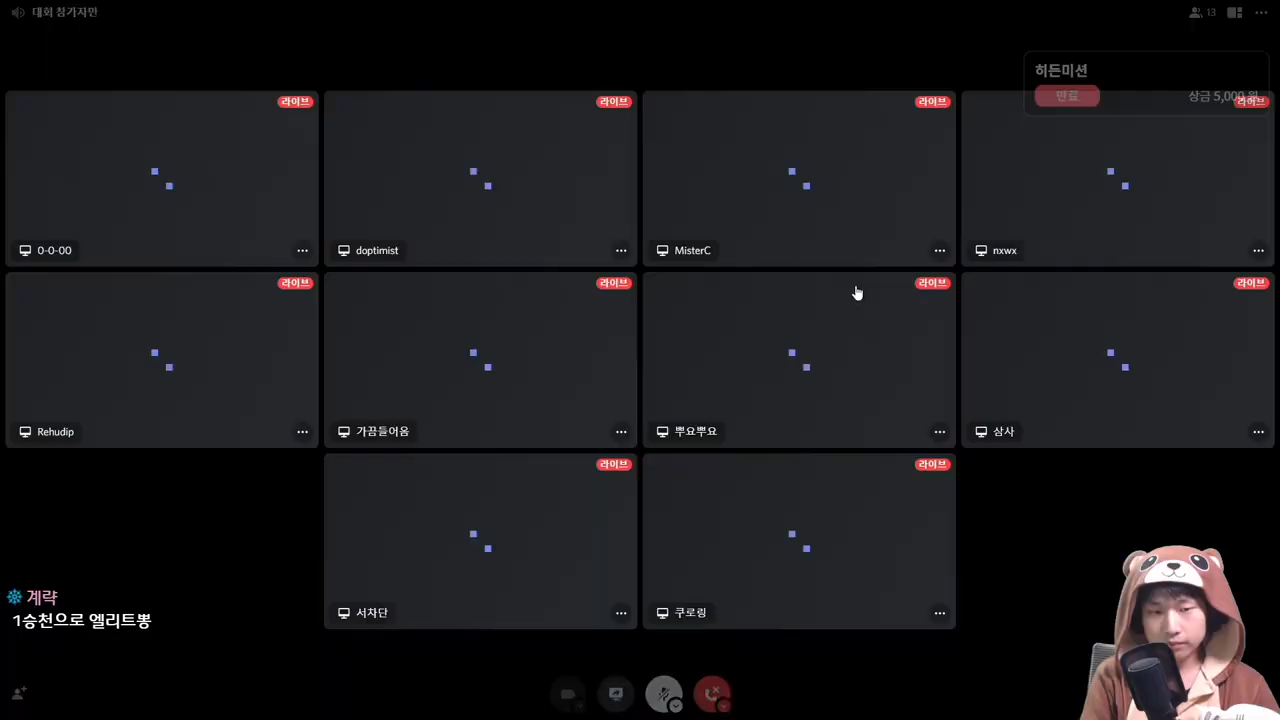 대회 참가자만
13
히든미션
만료
상금 5,000 원
라이브
라이브
라이브
라이브
0-0-00
doptimist
MisterC
nxwx
라이브
라이브
라이브
라이브
Rehudip
가끔들어옴
뿌요뿌요
삼사
라이브
라이브
계략
1승천으로 엘리트뽕
서차단
쿠로링